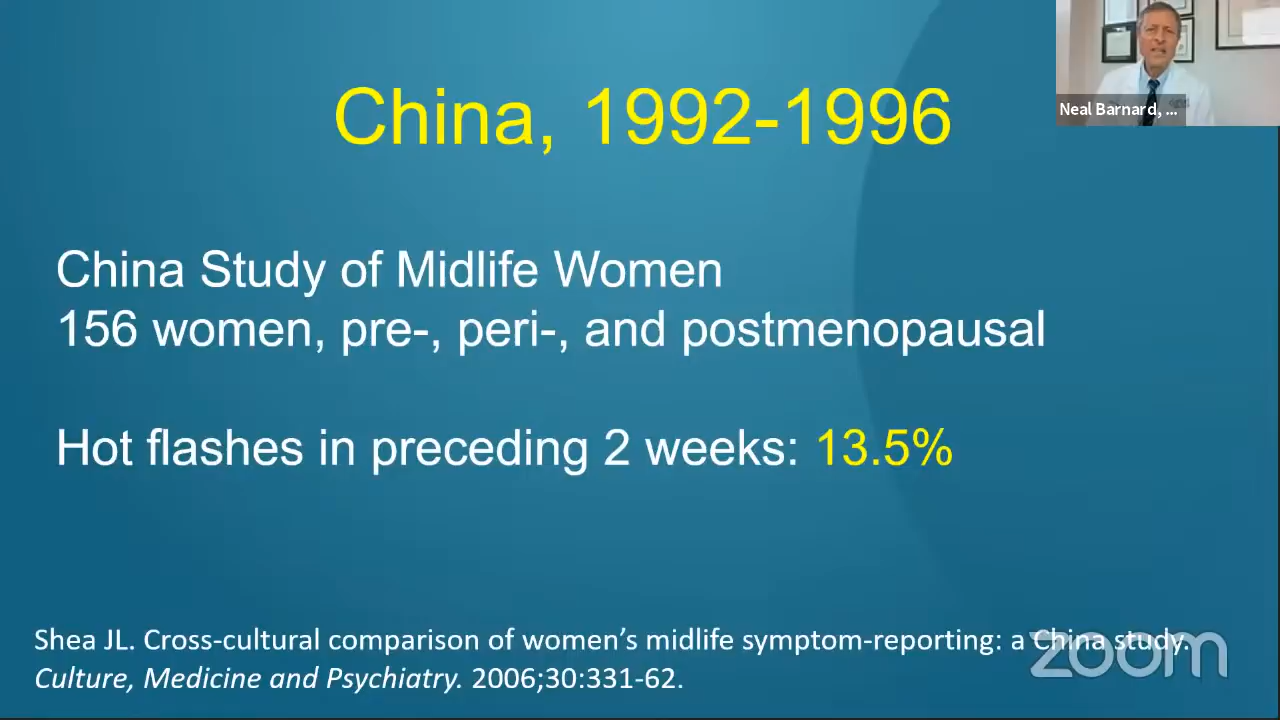 China, 1992-1996
Neal Barnard, ...
China Study of Midlife Women
156 women, pre-, peri-, and postmenopausal
Hot flashes in preceding 2 weeks: 13.5%
Shea JL. Cross-cultural comparison of women’s midlife symptom-reporting: a China study.
Culture, Medicine and Psychiatry. 2006;30:331-62.
zoom